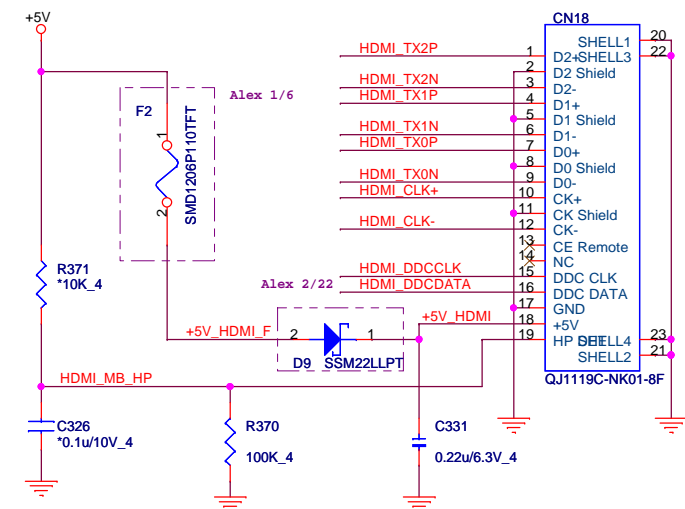 +5V
CN18
SHELL1
20
HDMI_TX2P
1
D2+
SHELL3
22
2
D2 Shield
HDMI_TX2N
3
D2-
Alex 1/6
HDMI_TX1P
4
D1+
F2
5
D1 Shield
1
HDMI_TX1N
6
D1-
SMD1206P110TFT
HDMI_TX0P
7
D0+
8
D0 Shield
HDMI_TX0N
9
D0-
2
HDMI_CLK+
10
CK+
11
CK Shield
HDMI_CLK-
12
CK-
13
CE Remote
14
NC
R371
*10K_4
HDMI_DDCCLK
15
DDC CLK
Alex 2/22
HDMI_DDCDATA
16
DDC DATA
17
GND
+5V_HDMI
18
+5V
+5V_HDMI_F
2
1
19
HP DET
SHELL4
23
D9
SSM22LLPT
SHELL2
21
HDMI_MB_HP
QJ1119C-NK01-8F
C326
*0.1u/10V_4
R370
100K_4
C331
0.22u/6.3V_4